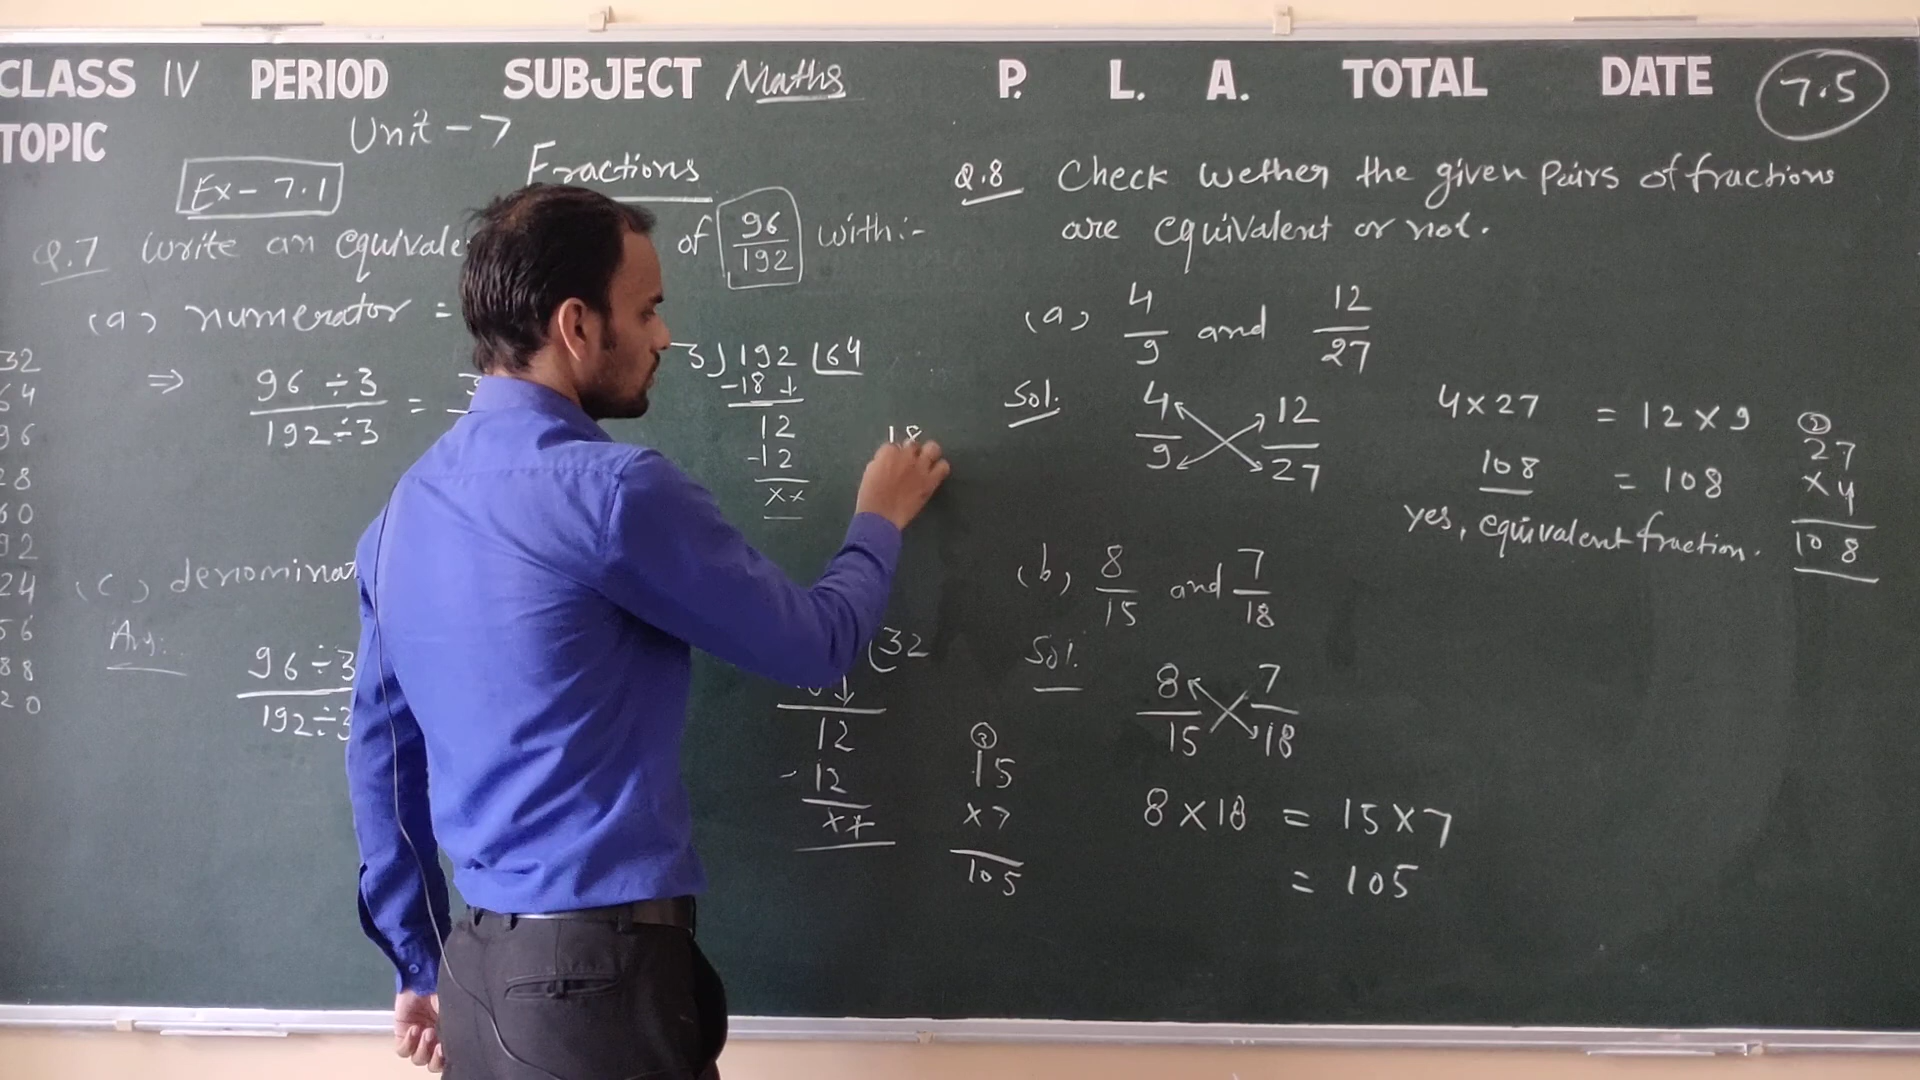 CLASS IV PERIOD SUBJECT Maths P. L. A. TOTAL DATE 7.5
TOPIC Unit - 7
Fractions
Ex - 7.1
Q.7 Write an of 96/192 with:-
(a) numerator =
⇒ 96 ÷ 3 / 192 ÷ 3 =
3 ) 192 ( 64
-18 ↓
12
-12
××
(c)
96 ÷ 3 / 192 ÷ 3
(32
12
-12
××
32
64
96
28
60
92
24
56
88
20
18
2
15
×7
105
Q.8 Check wether the given pairs of fractions
are equivalent or not.
(a) 4/9 and 12/27
Sol. 4/9 12/27
4 × 27 = 12 × 9
108 = 108
yes, equivalent fraction.
2
27
×4
108
(b) 8/15 and 7/18
Sol. 8/15 7/18
8 × 18 = 15 × 7
= 105